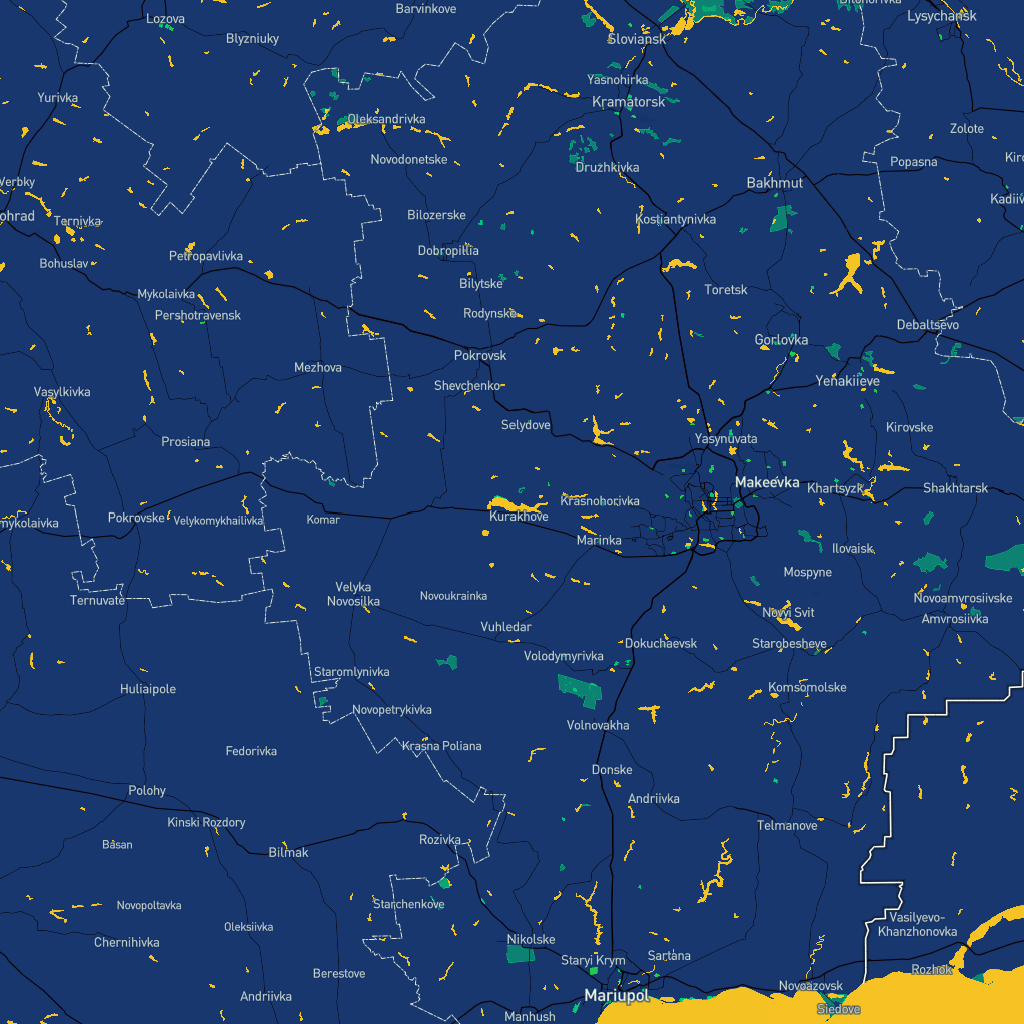 Lozova
Barvinkove
Lysychansk
Blyzniuky
Sloviansk
Yasnohirka
Yurivka
Kramatorsk
Oleksandrivka
Zolote
Novodonetske
Druzhkivka
Popasna
Verbky
Bakhmut
Kadiiv
ohrad
Ternivka
Bilozerske
Kostiantynivka
Dobropillia
Petropavlivka
Bohuslav
Bilytske
Toretsk
Mykolaivka
Pershotravensk
Rodynske
Debaltsevo
Gorlovka
Pokrovsk
Mezhova
Yenakiieve
Shevchenko
Vasylkivka
Selydove
Kirovske
Prosiana
Yasynuvata
Makeevka
Khartsyzk
Shakhtarsk
Krasnohorivka
mykolaivka
Pokrovske
Velykomykhailivka
Komar
Kurakhove
Marinka
Ilovaisk
Mospyne
Velyka
Novosilka
Novoukrainka
Ternuvate
Novoamvrosiivske
Novyi Svit
Amvrosiivka
Vuhledar
Dokuchaevsk
Starobesheve
Volodymyrivka
Staromlynivka
Huliaipole
Komsomolske
Novopetrykivka
Volnovakha
Fedorivka
Krasna Poliana
Donske
Polohy
Andriivka
Kinski Rozdory
Telmanove
Basan
Bilmak
Rozivka
Novopoltavka
Starchenkove
Vasilyevo-
Khanzhonovka
Oleksiivka
Chernihivka
Nikolske
Sartana
Staryi Krym
Berestove
Rozhok
Andriivka
Mariupol
Novoazovsk
Siedove
Manhush